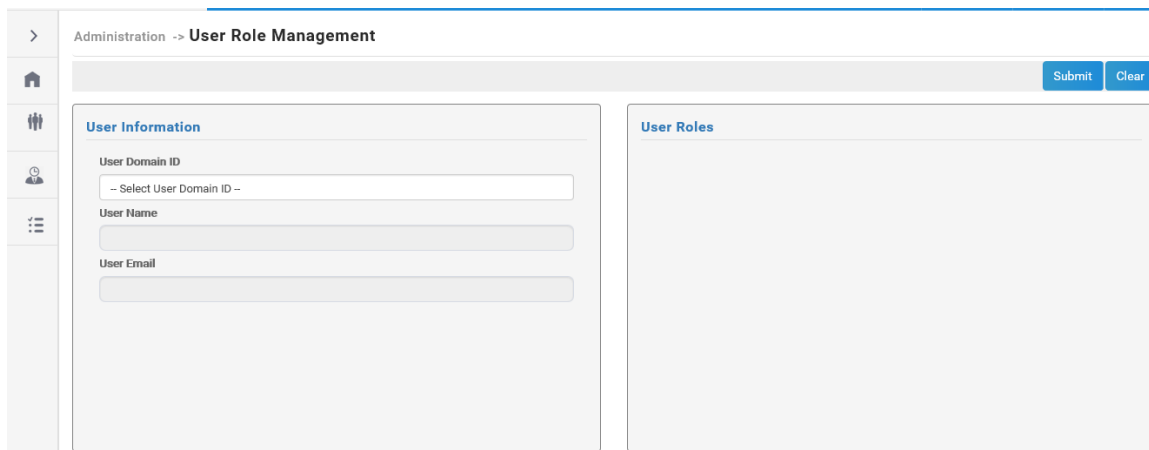 Administration -> User Role Management
Submit Clear
User Information
User Domain ID
-- Select User Domain ID --
User Name
User Email
User Roles